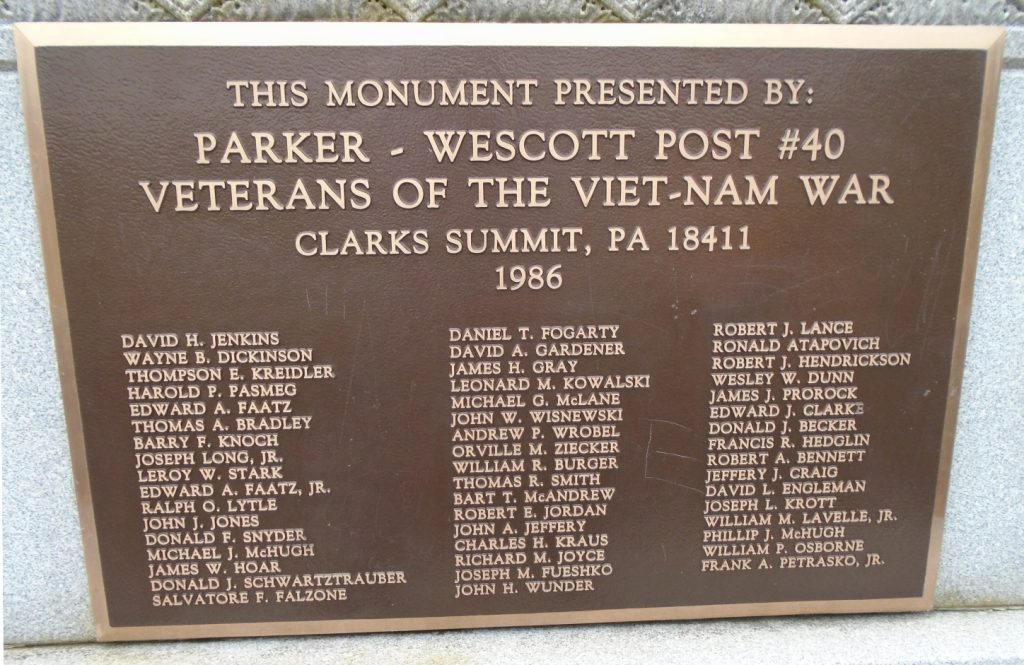 THIS MONUMENT PRESENTED BY:
PARKER - WESCOTT POST #40
VETERANS OF THE VIET-NAM WAR
CLARKS SUMMIT, PA 18411
1986
DAVID H. JENKINS
WAYNE B. DICKINSON
THOMPSON E. KREIDLER
HAROLD P. PASMEG
EDWARD A. FAATZ
THOMAS A. BRADLEY
BARRY F. KNOCH
JOSEPH LONG, JR.
LEROY W. STARK
EDWARD A. FAATZ, JR.
RALPH O. LYTLE
JOHN J. JONES
DONALD F. SNYDER
MICHAEL J. McHUGH
JAMES W. HOAR
DONALD J. SCHWARTZTRAUBER
SALVATORE F. FALZONE
DANIEL T. FOGARTY
DAVID A. GARDENER
JAMES H. GRAY
LEONARD M. KOWALSKI
MICHAEL G. McLANE
JOHN W. WISNEWSKI
ANDREW P. WROBEL
ORVILLE M. ZIECKER
WILLIAM R. BURGER
THOMAS R. SMITH
BART T. McANDREW
ROBERT E. JORDAN
JOHN A. JEFFERY
CHARLES H. KRAUS
RICHARD M. JOYCE
JOSEPH M. FUESHKO
JOHN H. WUNDER
ROBERT J. LANCE
RONALD ATAPOVICH
ROBERT J. HENDRICKSON
WESLEY W. DUNN
JAMES J. PROROCK
EDWARD J. CLARKE
DONALD J. BECKER
FRANCIS R. HEDGLIN
ROBERT A. BENNETT
JEFFERY J. CRAIG
DAVID L. ENGLEMAN
JOSEPH L. KROTT
WILLIAM M. LAVELLE, JR.
PHILLIP J. McHUGH
WILLIAM P. OSBORNE
FRANK A. PETRASKO, JR.